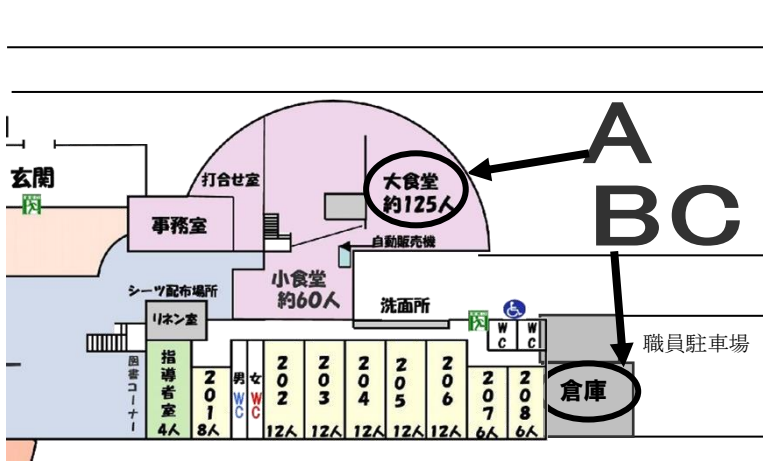 A
BC
玄関
打合せ室
大食堂
約125人
事務室
自動販売機
小食堂
約60人
シーツ配布場所
洗面所
リネン室
WC
WC
職員駐車場
図書コーナー
指導者室
4人
201
8人
男WC
女WC
202
12人
203
12人
204
12人
205
12人
206
12人
207
6人
208
6人
倉庫